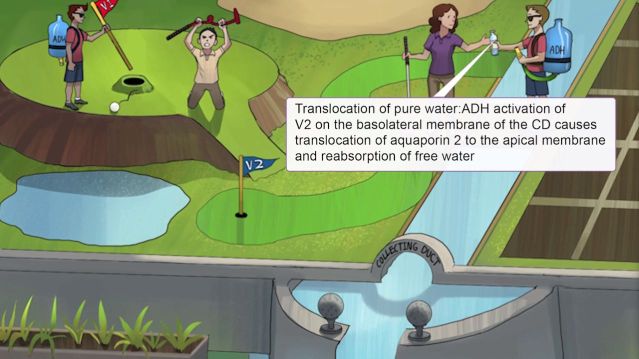 V1
ADH
ADH
Translocation of pure water:ADH activation of
V2 on the basolateral membrane of the CD causes
translocation of aquaporin 2 to the apical membrane
and reabsorption of free water
V2
COLLECTING DUCT